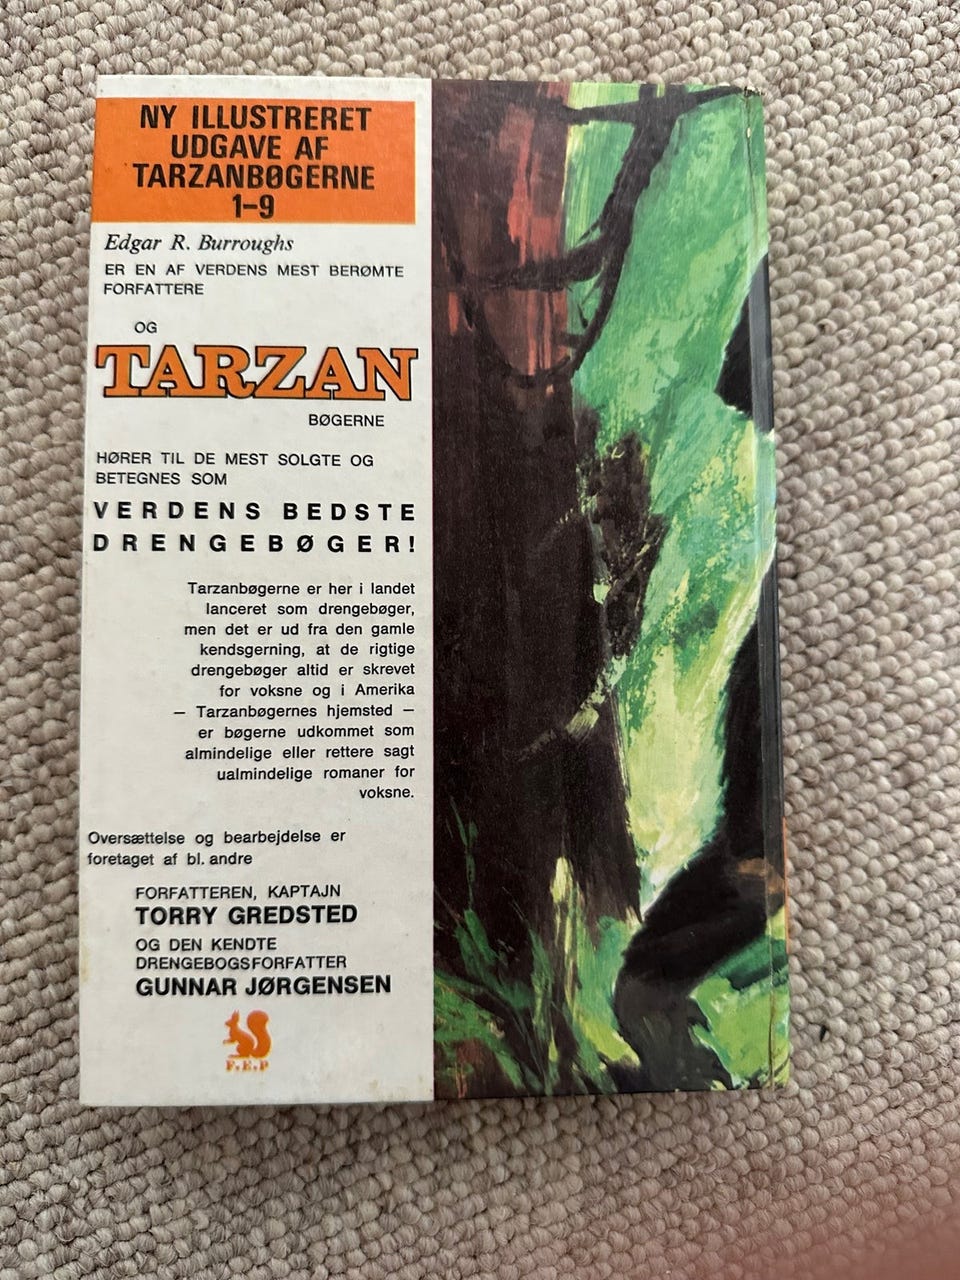 NY ILLUSTRERET
UDGAVE AF
TARZANBØGERNE
1–9
Edgar R. Burroughs
ER EN AF VERDENS MEST BERØMTE
FORFATTERE
OG
TARZAN
BØGERNE
HØRER TIL DE MEST SOLGTE OG
BETEGNES SOM
VERDENS BEDSTE
DRENGEBØGER!
Tarzanbøgerne er her i landet
lanceret som drengebøger,
men det er ud fra den gamle
kendsgerning, at de rigtige
drengebøger altid er skrevet
for voksne og i Amerika
— Tarzanbøgernes hjemsted —
er bøgerne udkommet som
almindelige eller rettere sagt
ualmindelige romaner for
voksne.
Oversættelse og bearbejdelse er
foretaget af bl. andre
FORFATTEREN, KAPTAJN
TORRY GREDSTED
OG DEN KENDTE
DRENGEBOGSFORFATTER
GUNNAR JØRGENSEN
F.E.P